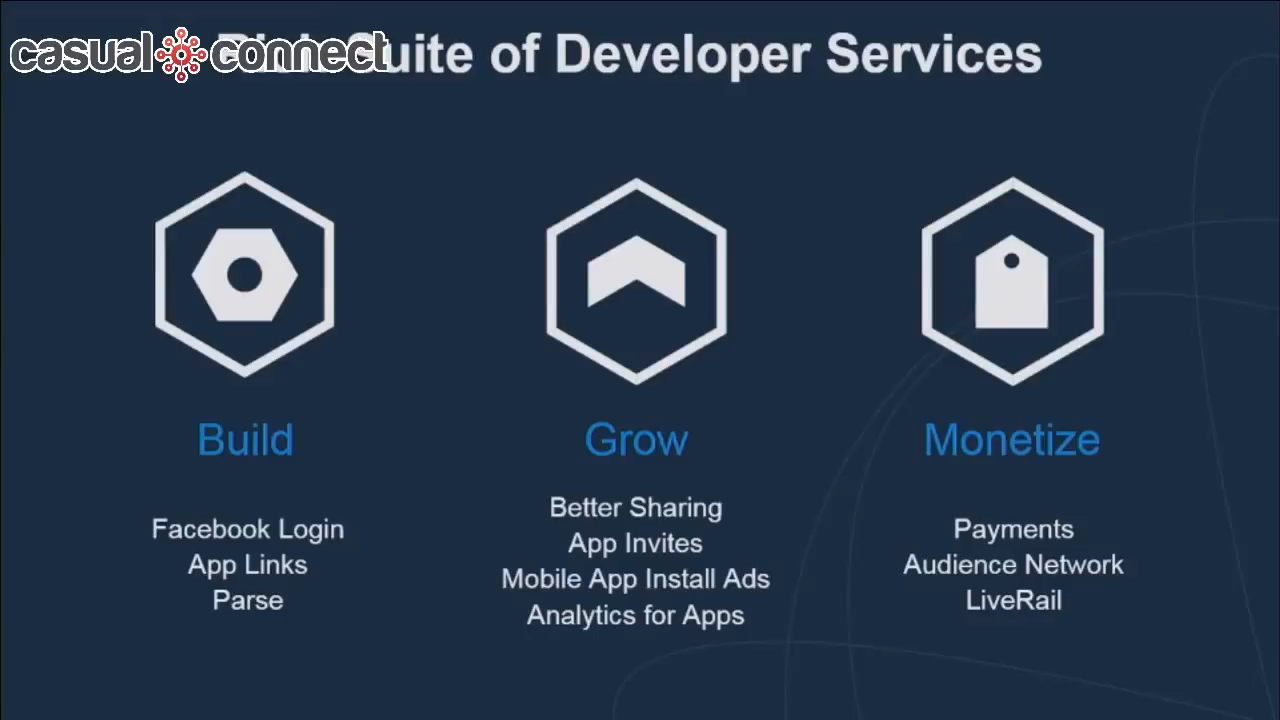 casual connect
Suite of Developer Services
Build
Grow
Monetize
Facebook Login
App Links
Parse
Better Sharing
App Invites
Mobile App Install Ads
Analytics for Apps
Payments
Audience Network
LiveRail